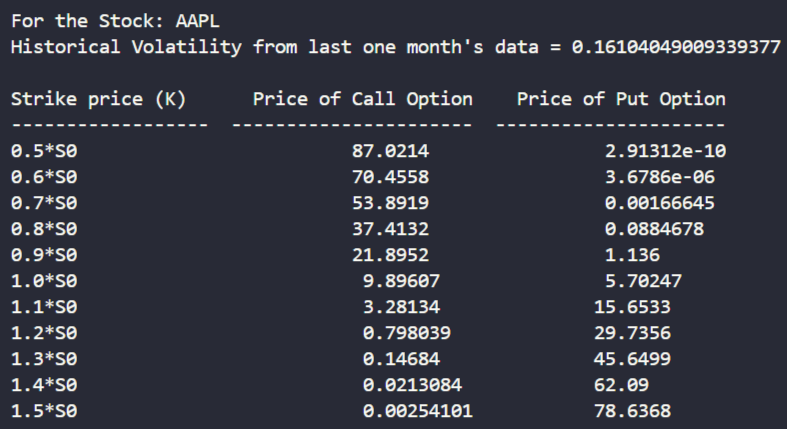 For the Stock: AAPL
Historical Volatility from last one month's data = 0.16104049009339377
Strike price (K) Price of Call Option Price of Put Option
------------------ ---------------------- ---------------------
0.5*S0 87.0214 2.91312e-10
0.6*S0 70.4558 3.6786e-06
0.7*S0 53.8919 0.00166645
0.8*S0 37.4132 0.0884678
0.9*S0 21.8952 1.136
1.0*S0 9.89607 5.70247
1.1*S0 3.28134 15.6533
1.2*S0 0.798039 29.7356
1.3*S0 0.14684 45.6499
1.4*S0 0.0213084 62.09
1.5*S0 0.00254101 78.6368